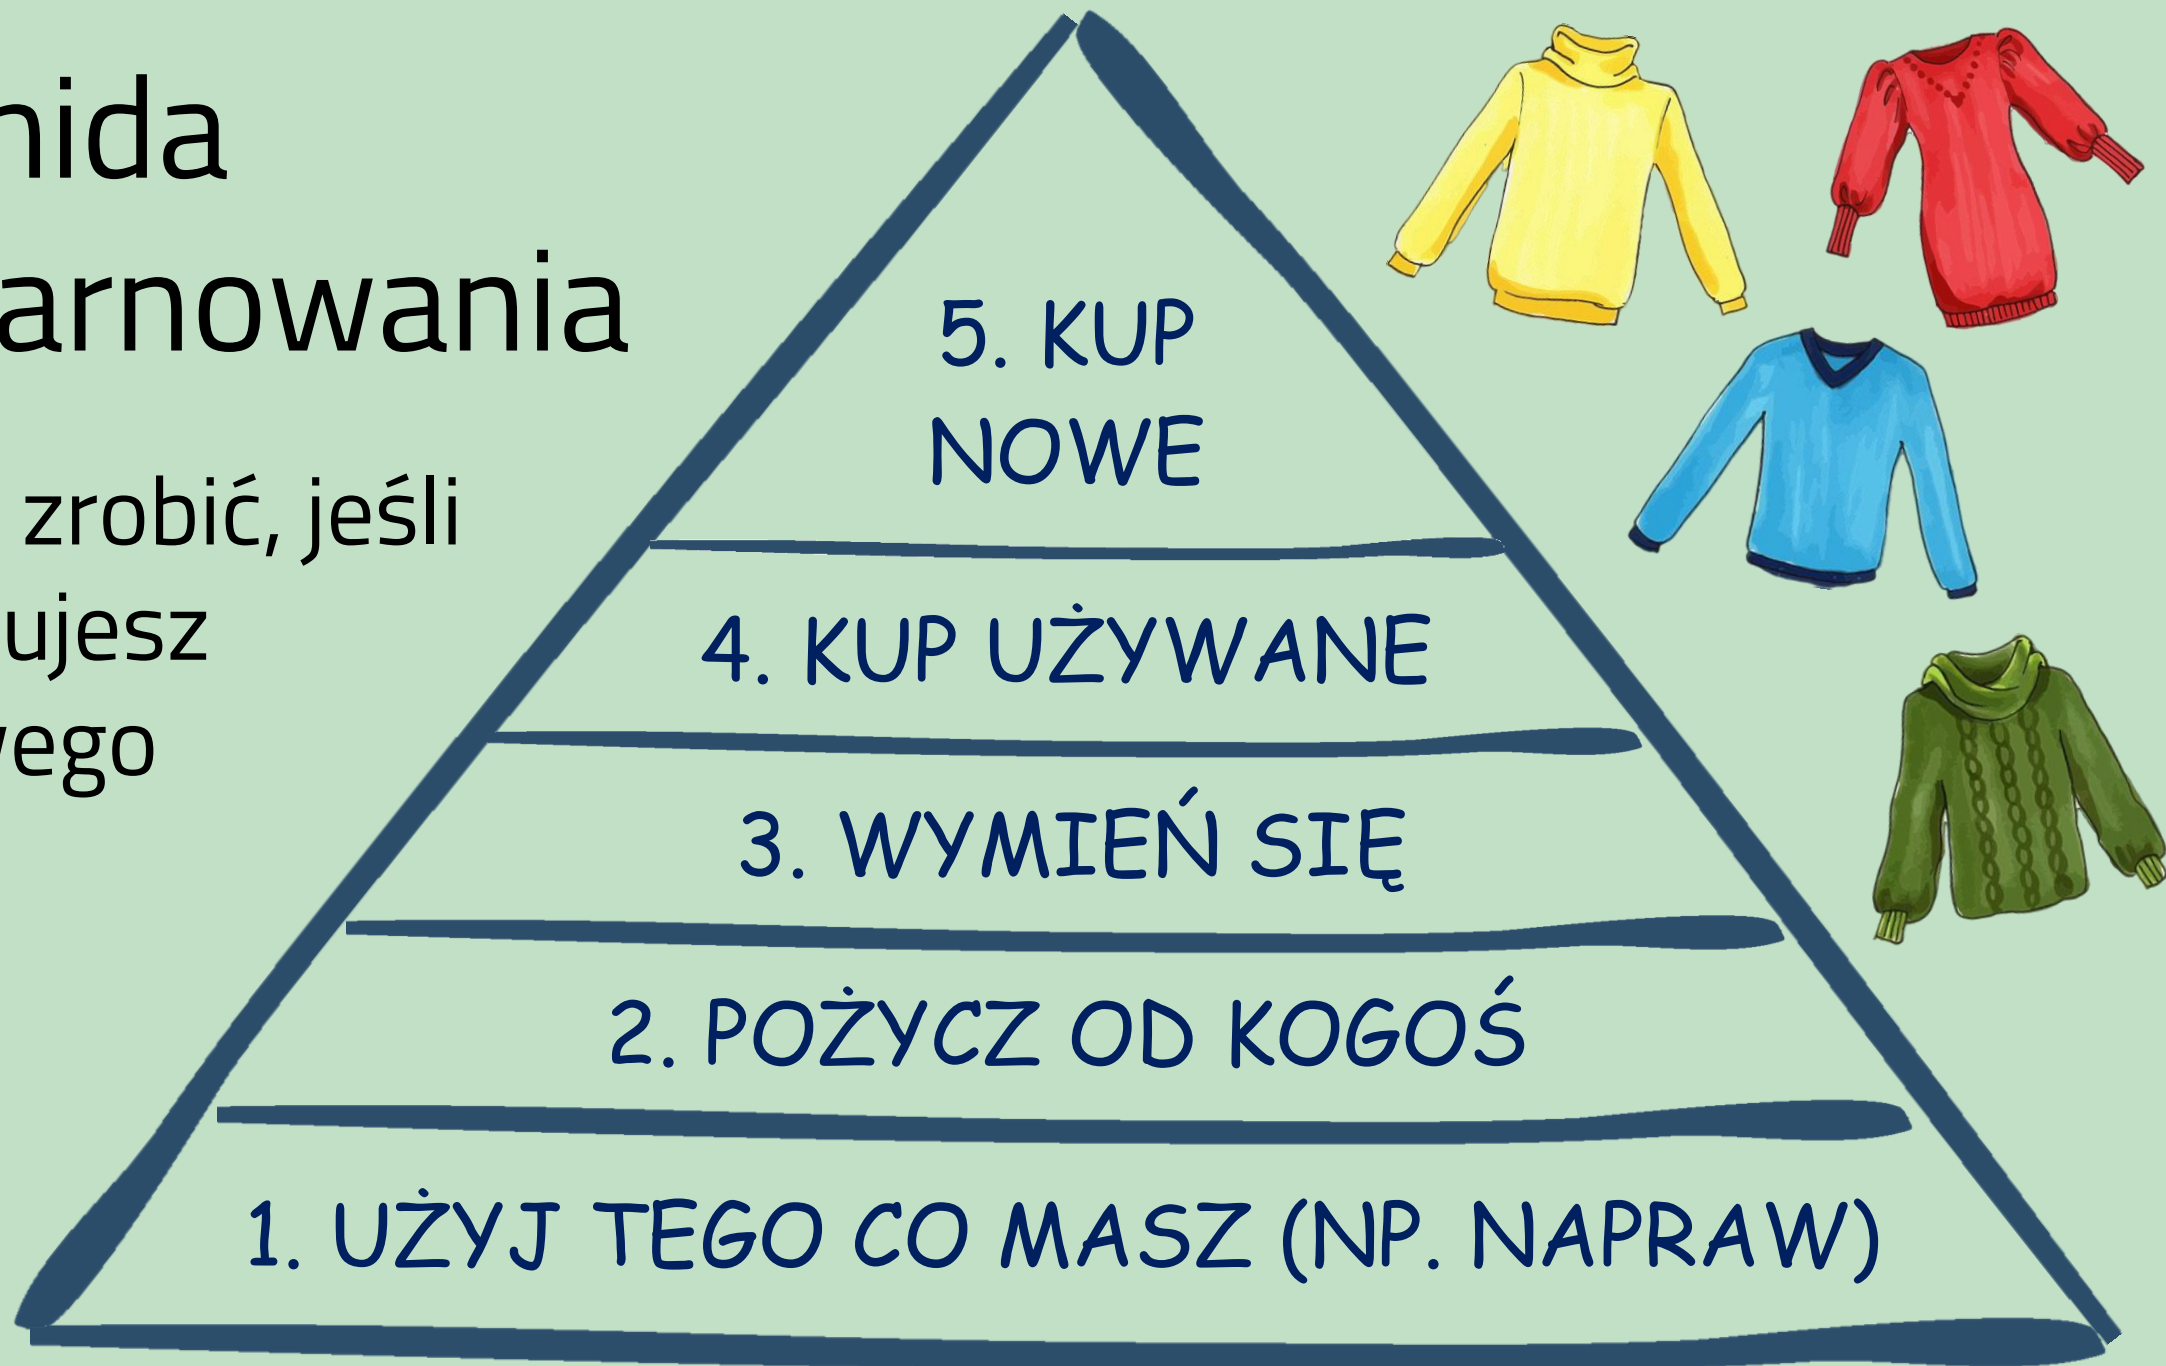 nida
arnowania
zrobić, jeśli
ujesz
wego
5. KUP
NOWE
4. KUP UŻYWANE
3. WYMIEŃ SIĘ
2. POŻYCZ OD KOGOŚ
1. UŻYJ TEGO CO MASZ (NP. NAPRAW)